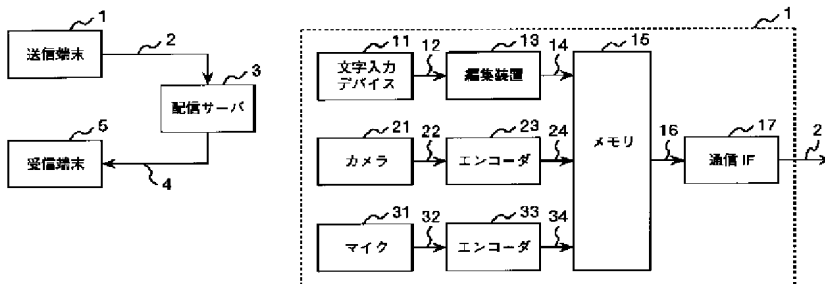 1
送信端末
2
3
配信サーバ
5
受信端末
4
1
11
文字入力
デバイス
12
13
編集装置
14
15
メモリ
16
17
通信 IF
2
21
カメラ
22
23
エンコーダ
24
31
マイク
32
33
エンコーダ
34